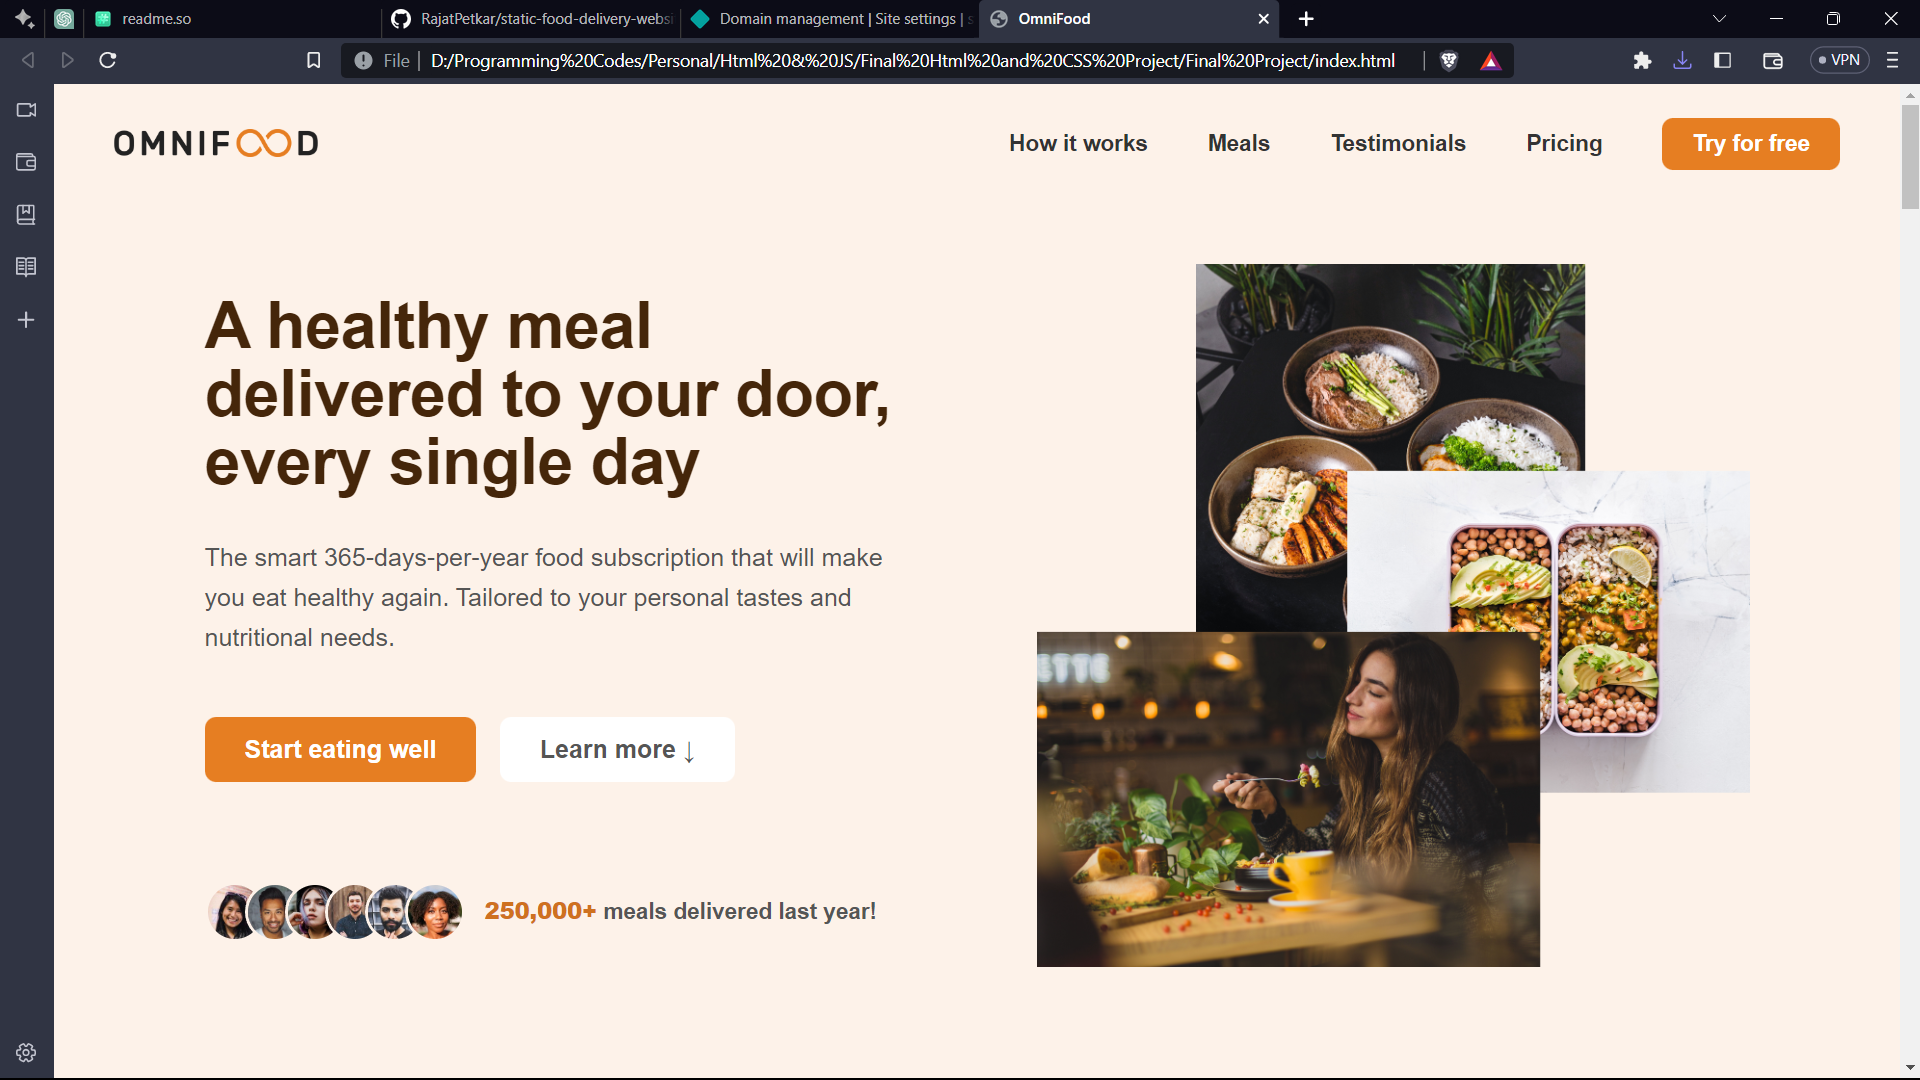 readme.so
RajatPetkar/static-food-delivery-websi
Domain management | Site settings | s
OmniFood
File
D:/Programming%20Codes/Personal/Html%20&%20JS/Final%20Html%20and%20CSS%20Project/Final%20Project/index.html
VPN
OMNIFOOD
How it works
Meals
Testimonials
Pricing
Try for free
A healthy meal
delivered to your door,
every single day
The smart 365-days-per-year food subscription that will make
you eat healthy again. Tailored to your personal tastes and
nutritional needs.
Start eating well
Learn more ↓
250,000+ meals delivered last year!
ETTE